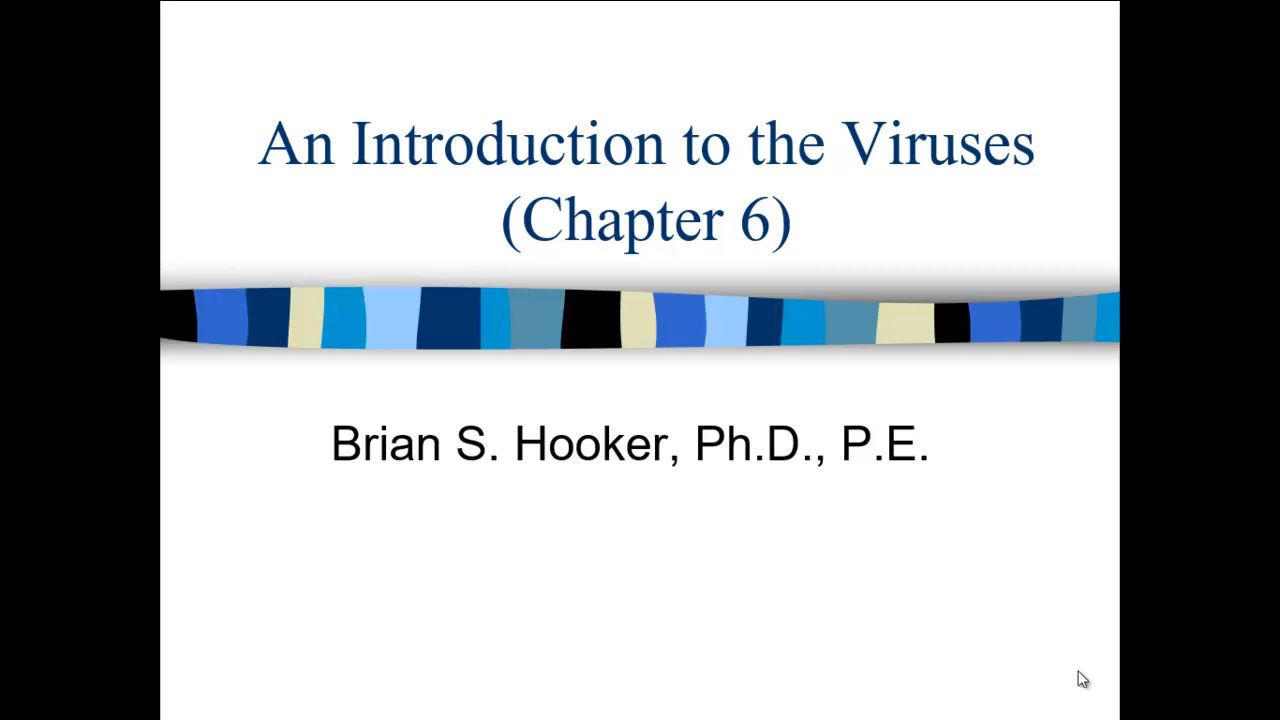 An Introduction to the Viruses
(Chapter 6)
Brian S. Hooker, Ph.D., P.E.